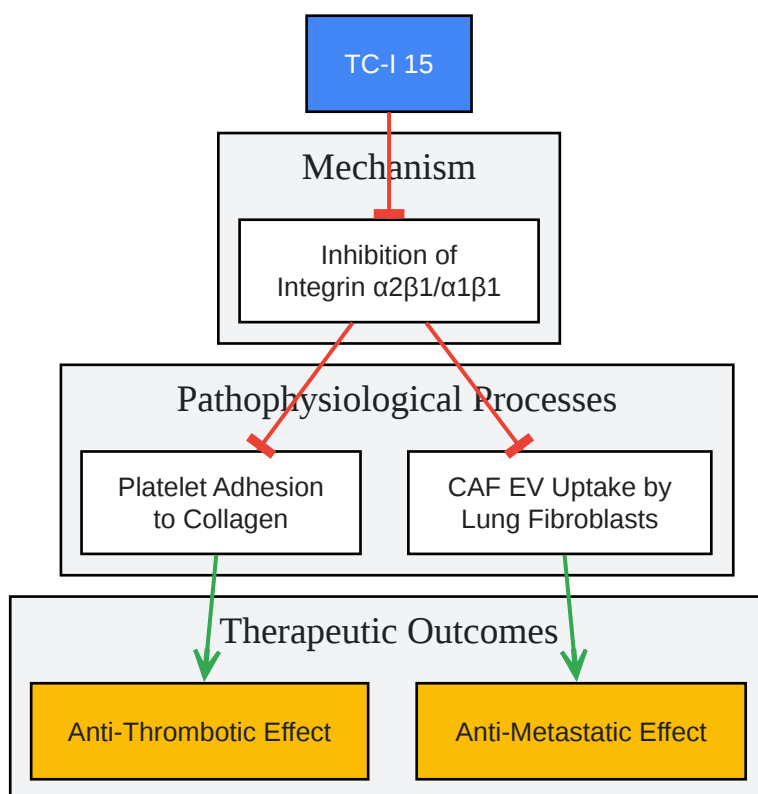 TC-I 15
Mechanism
Inhibition of
Integrin α2β1/α1β1
Pathophysiological Processes
Platelet Adhesion
to Collagen
CAF EV Uptake by
Lung Fibroblasts
Therapeutic Outcomes
Anti-Thrombotic Effect
Anti-Metastatic Effect